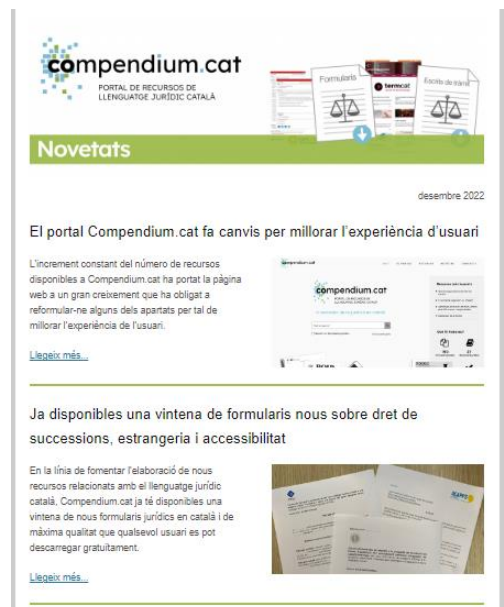 compendium.cat
PORTAL DE RECURSOS DE
LLENGUATGE JURÍDIC CATALÀ
Formularis
termcat
Escrits de tràmit
Novetats
desembre 2022
El portal Compendium.cat fa canvis per millorar l'experiència d'usuari
L'increment constant del número de recursos
disponibles a Compendium.cat ha portat la pàgina
web a un gran creixement que ha obligat a
reformular-ne alguns dels apartats per tal de
millorar l'experiència de l'usuari.
Llegeix més...
compendium.cat
Ja disponibles una vintena de formularis nous sobre dret de
successions, estrangeria i accessibilitat
En la línia de fomentar l'elaboració de nous
recursos relacionats amb el llenguatge jurídic
català, Compendium.cat ja té disponibles una
vintena de nous formularis jurídics en català i de
màxima qualitat que qualsevol usuari es pot
descarregar gratuïtament.
Llegeix més...